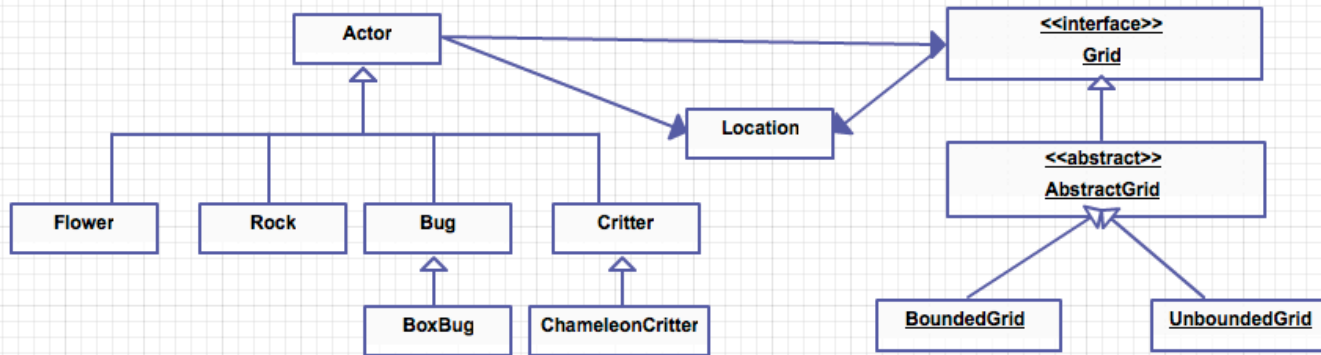 Actor
<<interface>>
Grid
Location
<<abstract>>
AbstractGrid
Flower
Rock
Bug
Critter
BoxBug
ChameleonCritter
BoundedGrid
UnboundedGrid